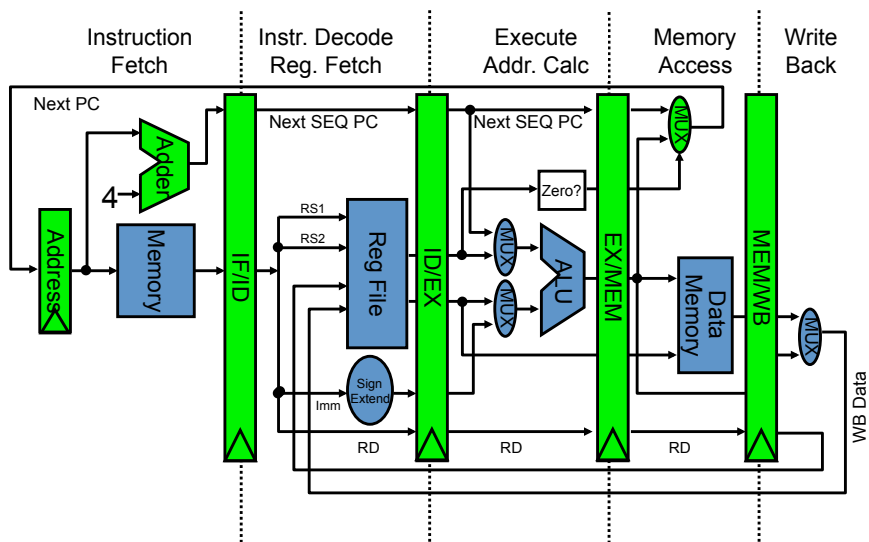 Instruction
Fetch
Instr. Decode
Reg. Fetch
Execute
Addr. Calc
Memory
Access
Write
Back
Next PC
Next SEQ PC
Next SEQ PC
MUX
Adder
4
Zero?
RS1
RS2
Address
Memory
IF/ID
Reg File
ID/EX
MUX
MUX
ALU
EX/MEM
Data
Memory
MEM/WB
MUX
Sign
Extend
Imm
RD
RD
RD
WB Data